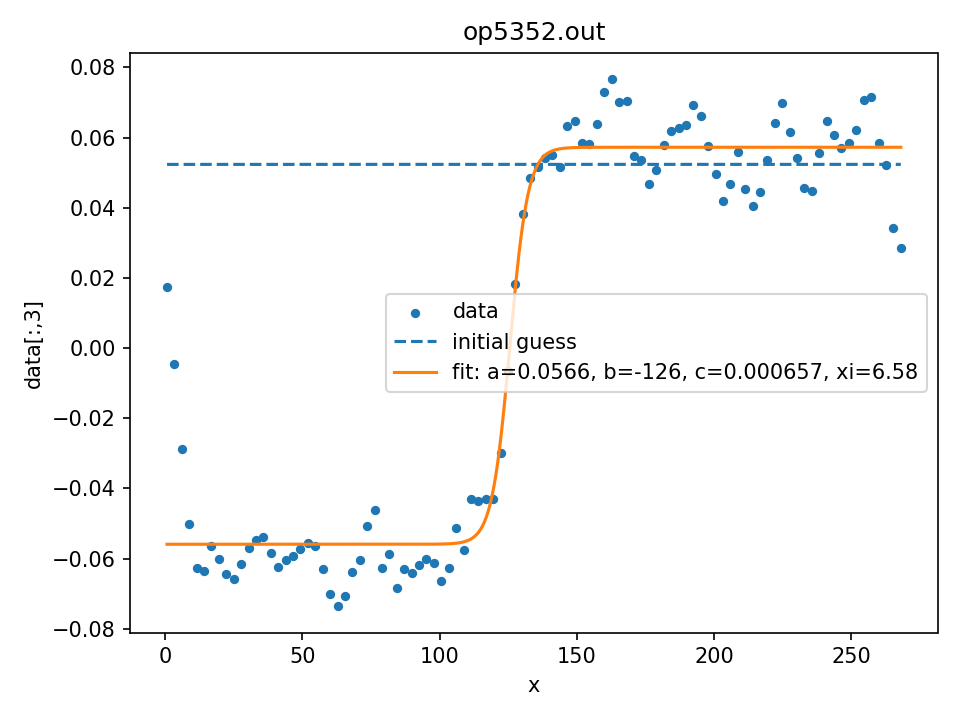 op5352.out
0.08
0.06
0.04
0.02
0.00
−0.02
−0.04
−0.06
−0.08
data[:,3]
data
initial guess
fit: a=0.0566, b=-126, c=0.000657, xi=6.58
0 50 100 150 200 250
x